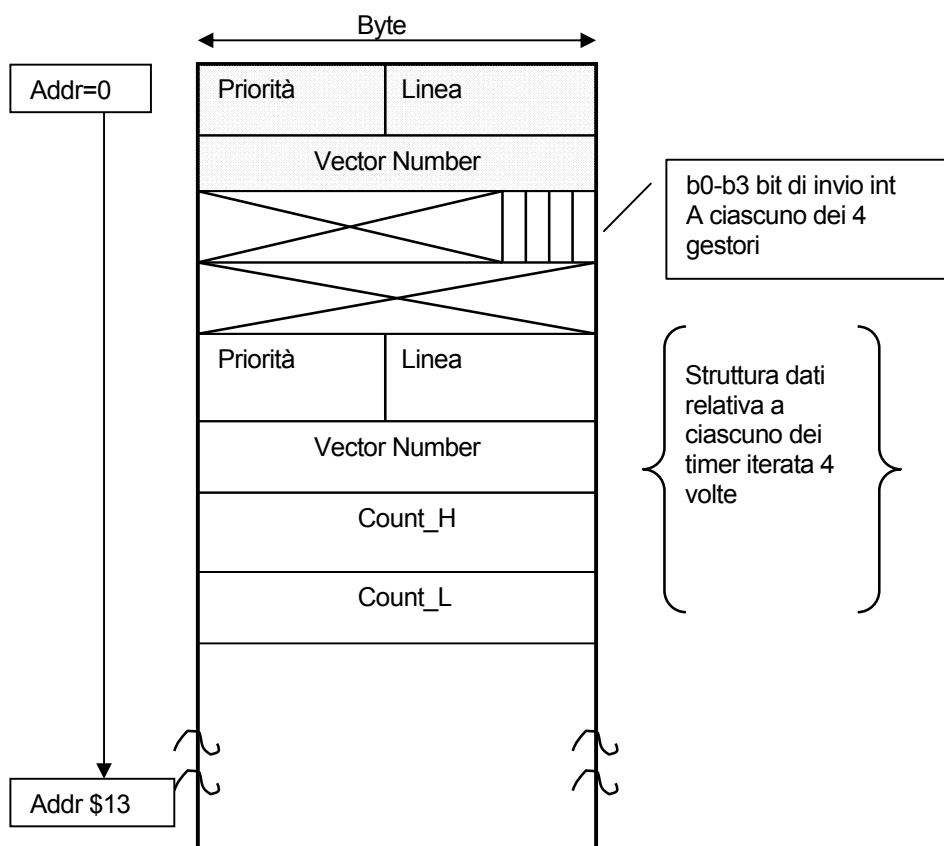 Byte
Addr=0
Priorità Linea
Vector Number
b0-b3 bit di invio int
A ciascuno dei 4
gestori
Priorità Linea
Vector Number
Count_H
Count_L
Struttura dati
relativa a
ciascuno dei
timer iterata 4
volte
Addr $13